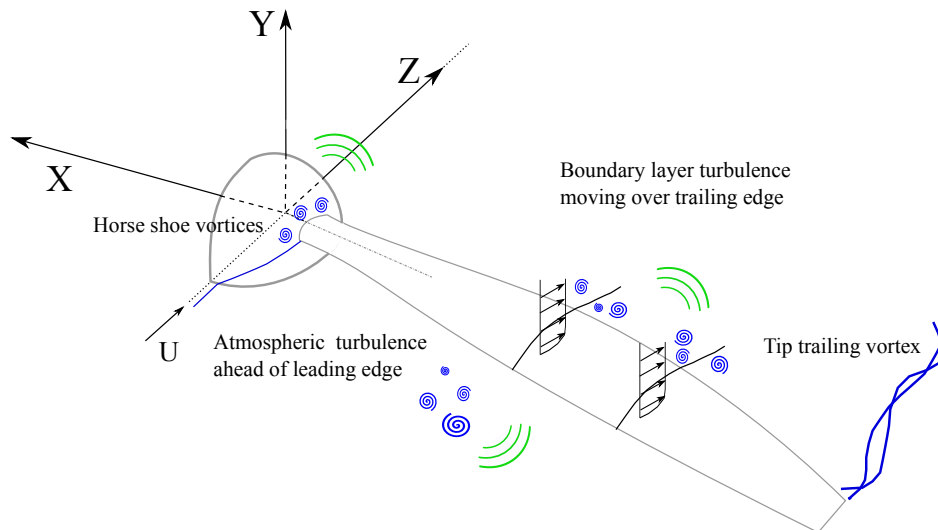 Y
Z
X
Boundary layer turbulence
moving over trailing edge
Horse shoe vortices
U
Atmospheric turbulence
ahead of leading edge
Tip trailing vortex